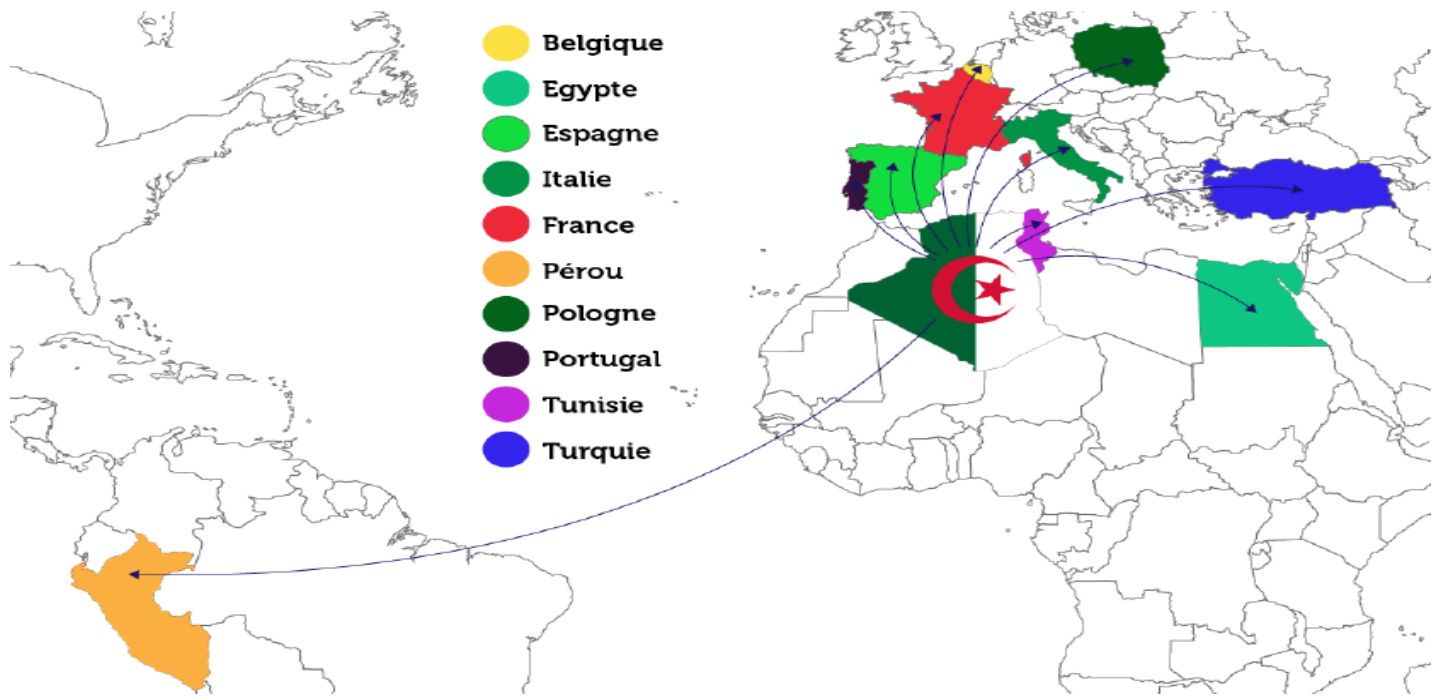 Belgique
Egypte
Espagne
Italie
France
Pérou
Pologne
Portugal
Tunisie
Turquie